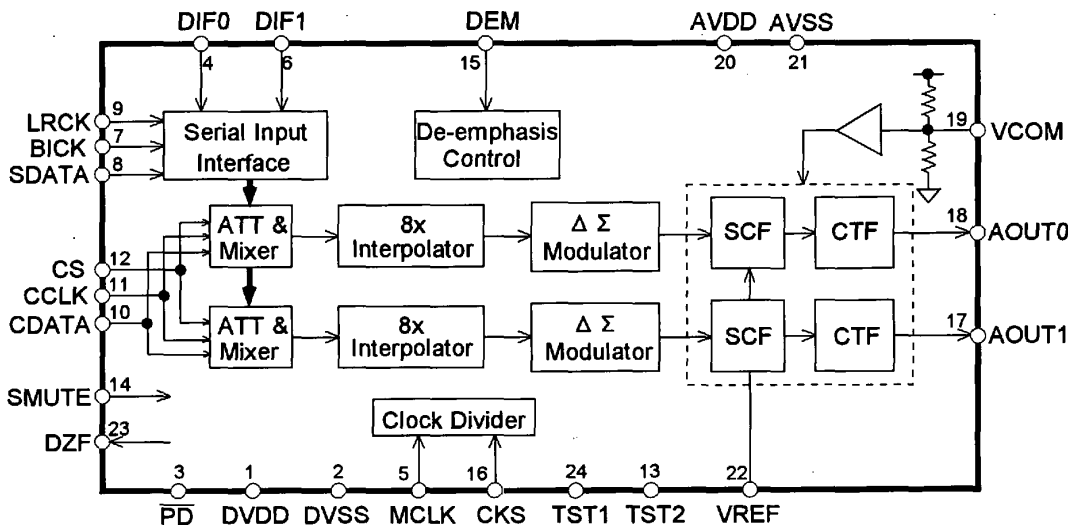 DIF0 DIF1 DEM AVDD AVSS
4 6 15 20 21
LRCK 9
BICK 7
SDATA 8
Serial Input
Interface
De-emphasis
Control
19 VCOM
ATT &
Mixer
8x
Interpolator
Δ Σ
Modulator
SCF
CTF
18 AOUT0
CS 12
CCLK 11
CDATA 10
ATT &
Mixer
8x
Interpolator
Δ Σ
Modulator
SCF
CTF
17 AOUT1
SMUTE 14
DZF 23
Clock Divider
3 1 2 5 16 24 13 22
PD DVDD DVSS MCLK CKS TST1 TST2 VREF